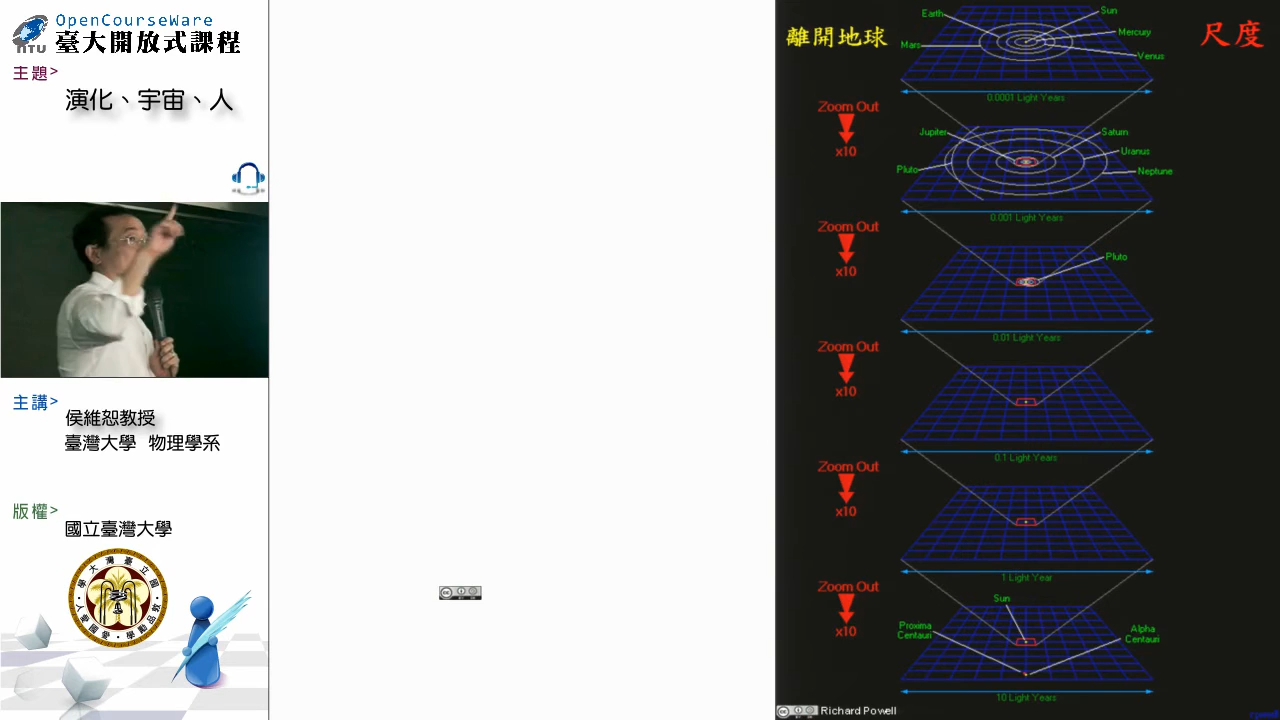 OpenCourseWare
NTU
臺大開放式課程
主題>
演化、宇宙、人
主講>
侯維恕教授
臺灣大學 物理學系
版權>
國立臺灣大學
離開地球
尺度
Earth
Sun
Mercury
Mars
Venus
0.0001 Light Years
Zoom Out
x10
Jupiter
Saturn
Uranus
Pluto
Neptune
0.001 Light Years
Zoom Out
x10
Pluto
0.01 Light Years
Zoom Out
x10
0.1 Light Years
Zoom Out
x10
1 Light Year
Zoom Out
x10
Sun
Proxima
Centauri
Alpha
Centauri
10 Light Years
cc
cc
Richard Powell